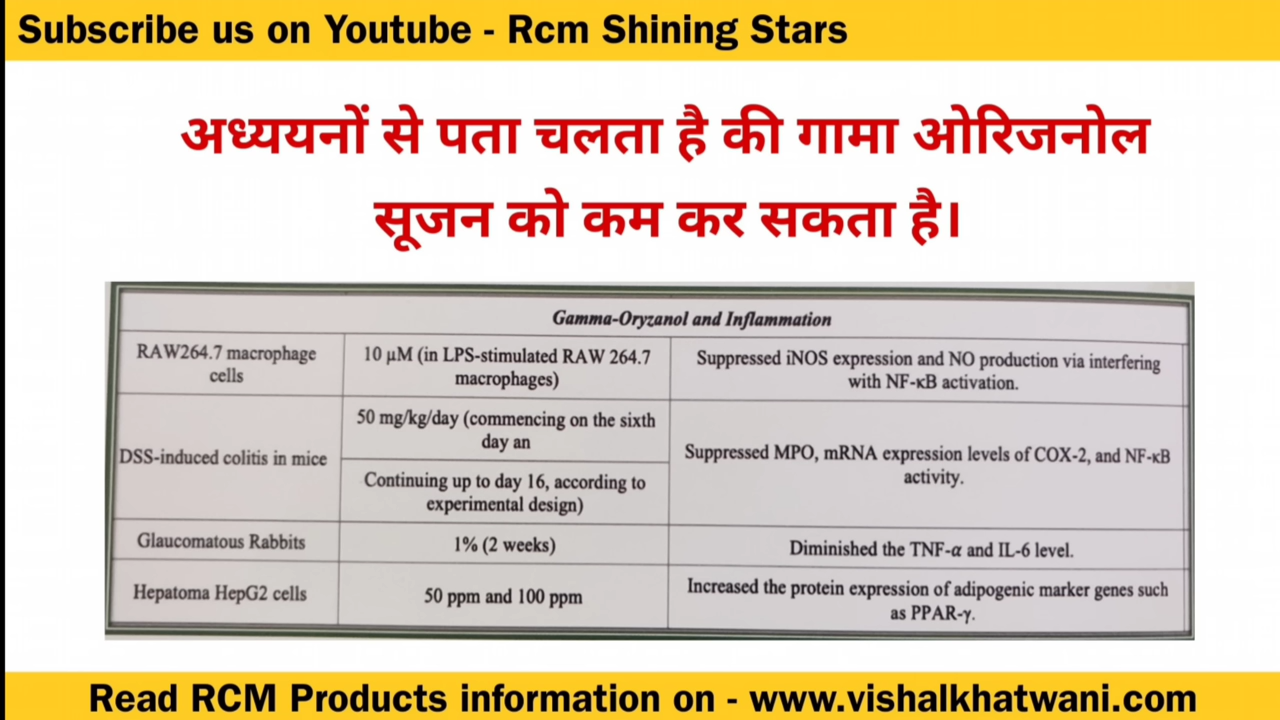 Subscribe us on Youtube - Rcm Shining Stars
अध्ययनों से पता चलता है की गामा ओरिजनोल
सूजन को कम कर सकता है।
Gamma-Oryzanol and Inflammation
RAW264.7 macrophage
cells
10 μM (in LPS-stimulated RAW 264.7
macrophages)
Suppressed iNOS expression and NO production via interfering
with NF-κB activation.
DSS-induced colitis in mice
50 mg/kg/day (commencing on the sixth
day an
Continuing up to day 16, according to
experimental design)
Suppressed MPO, mRNA expression levels of COX-2, and NF-κB
activity.
Glaucomatous Rabbits
1% (2 weeks)
Diminished the TNF-α and IL-6 level.
Hepatoma HepG2 cells
50 ppm and 100 ppm
Increased the protein expression of adipogenic marker genes such
as PPAR-γ.
Read RCM Products information on - www.vishalkhatwani.com